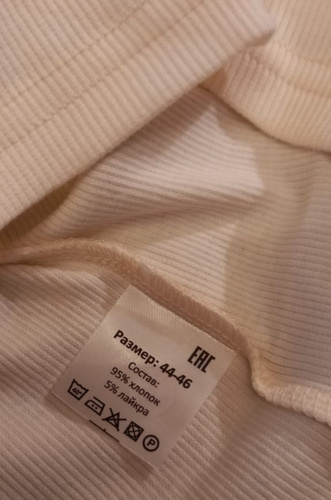 EAC
Размер: 44-46
Состав:
95% хлопок
5% лайкра
P